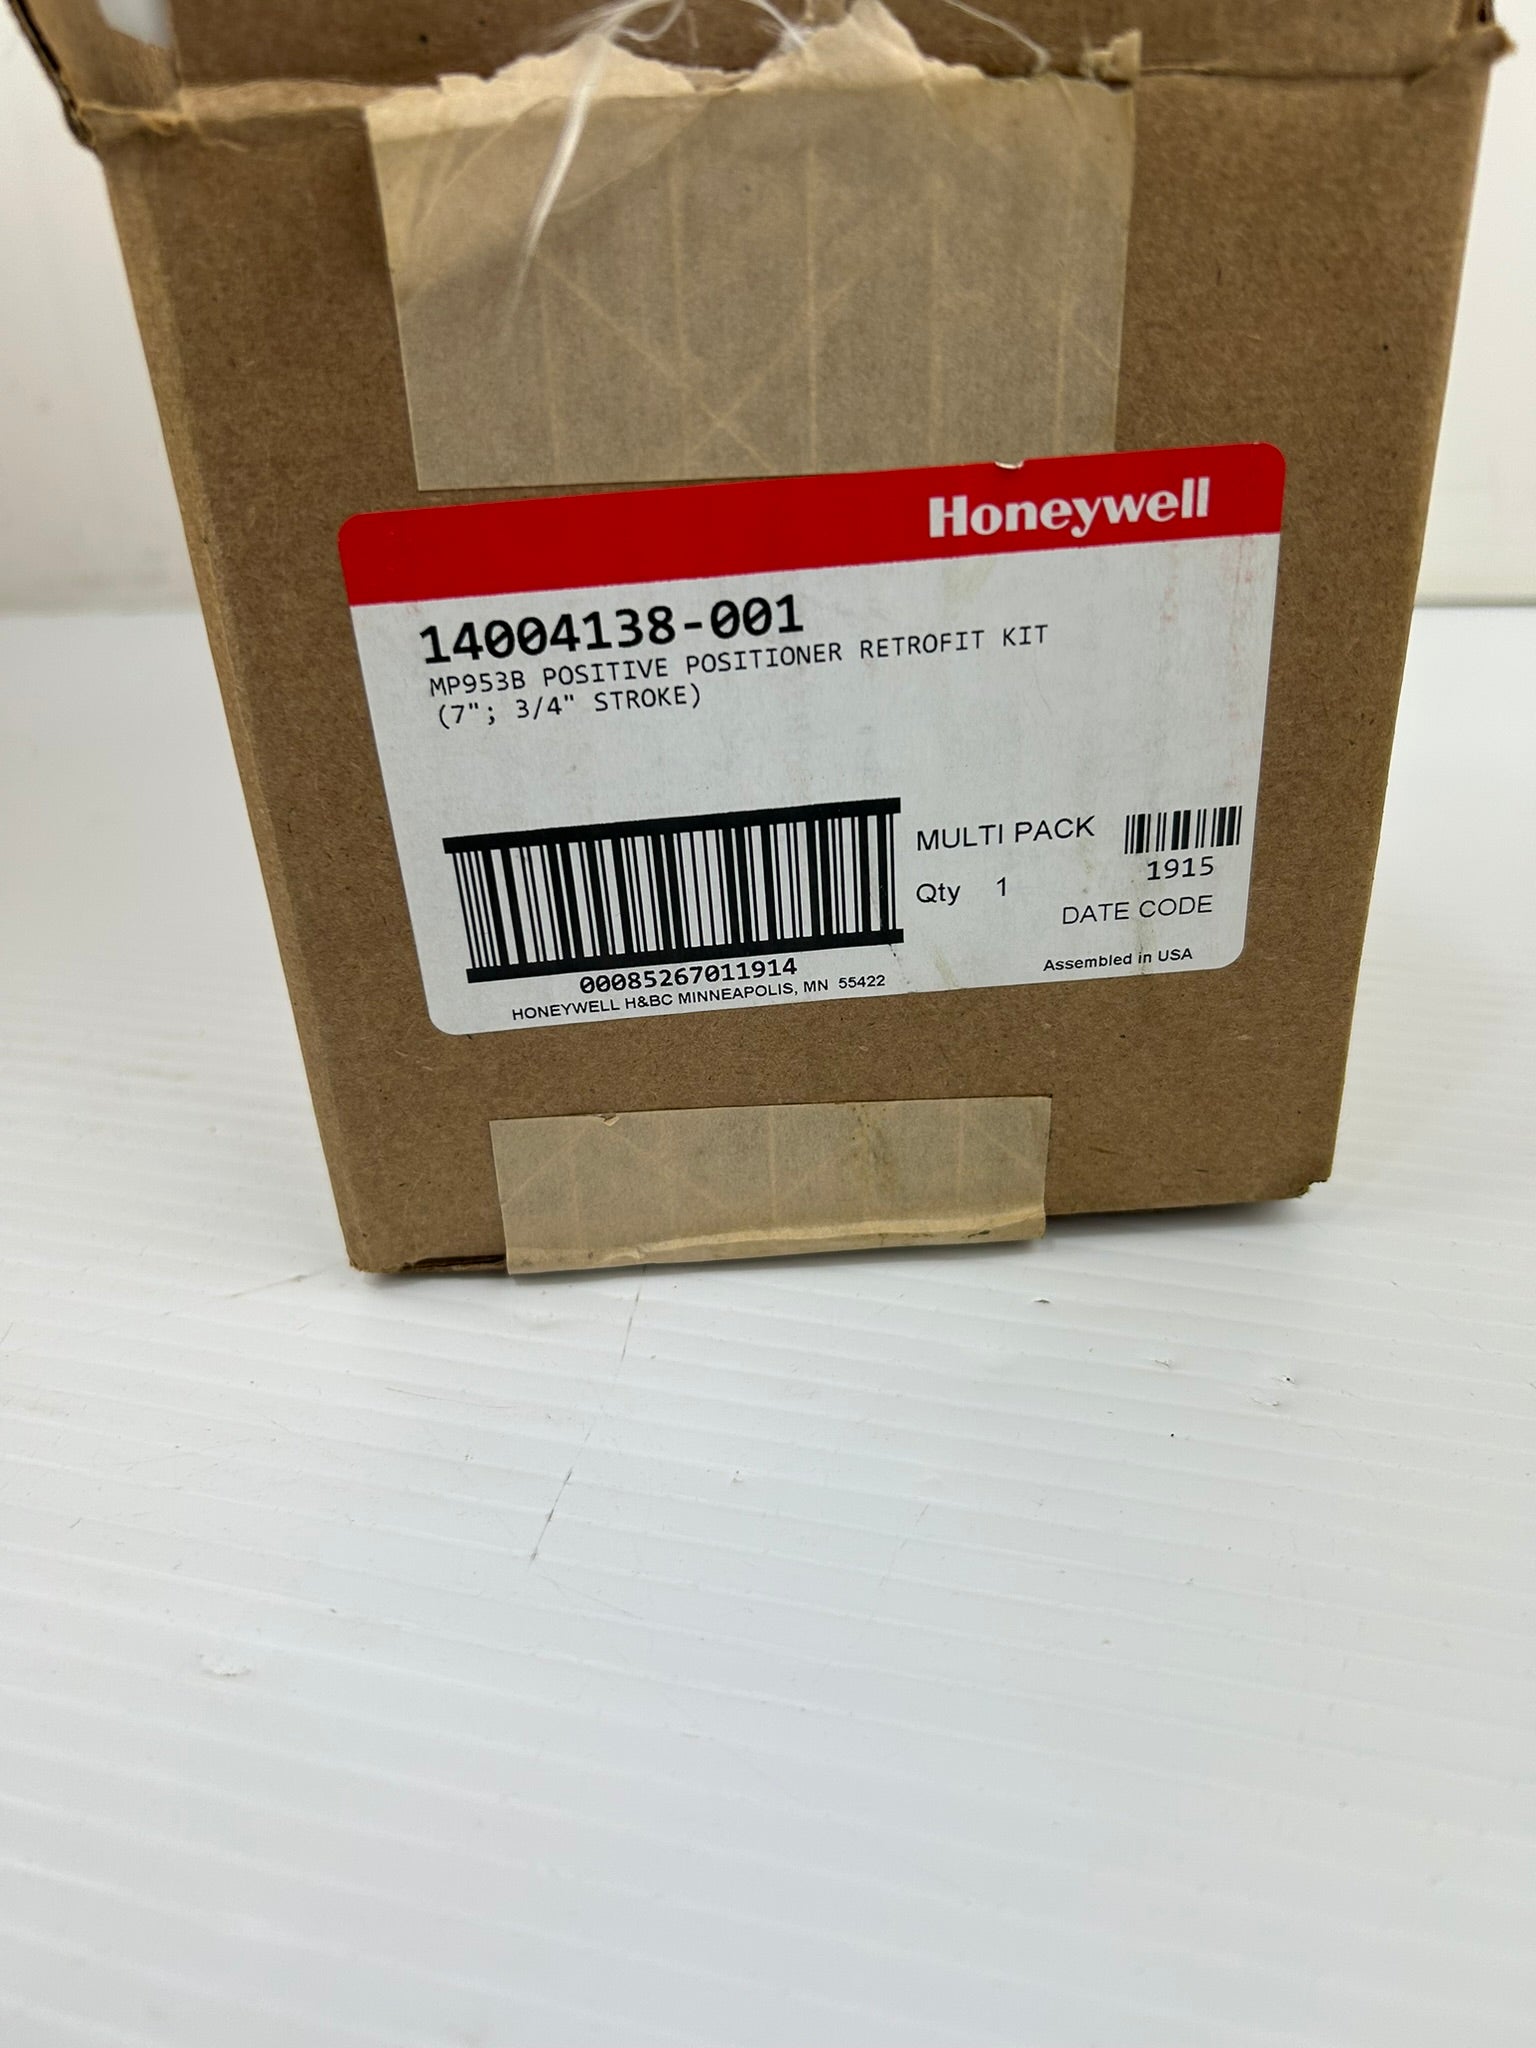 Honeywell
14004138-001
MP953B POSITIVE POSITIONER RETROFIT KIT
(7"; 3/4" STROKE)
MULTI PACK
1915
Qty 1
DATE CODE
00085267011914
HONEYWELL H&BC MINNEAPOLIS, MN 55422
Assembled in USA